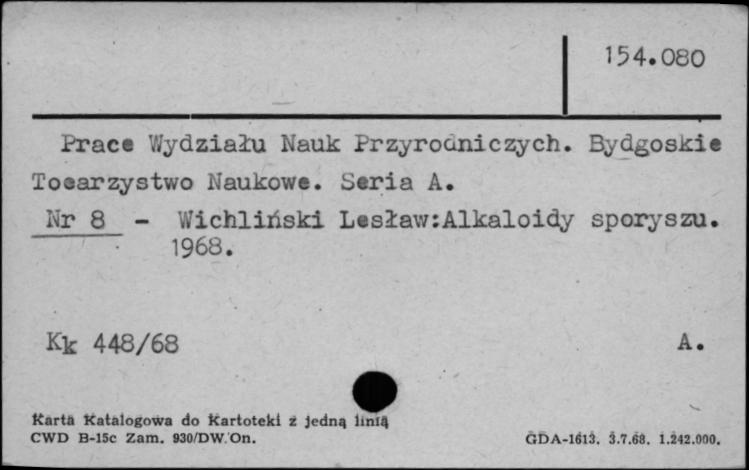 154.080
Prace Wydziału Nauk Przyrodniczych. Bydgoskie
Toearzystwo Naukowe. Seria A.
Nr 8 - Wichliński Lesław:Alkaloidy sporyszu.
1968.
Kk 448/68 A.
Karta Katalogowa do Kartoteki z jedną linią
CWD B-15c Zam. 930/DW. On. GDA-1613. 3.7.68. 1.242.000.